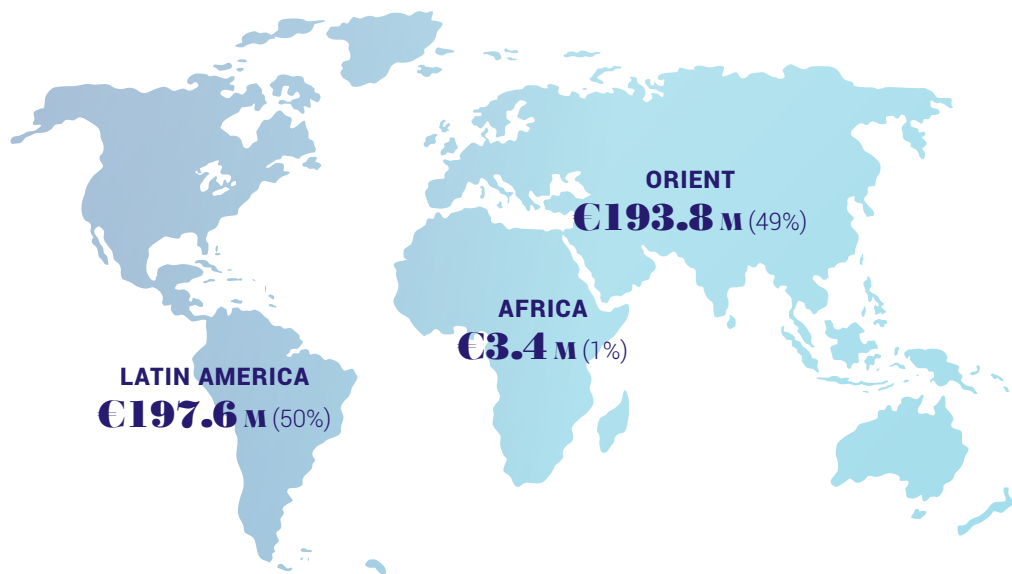 ORIENT
€193.8 M (49%)
AFRICA
€3.4 M (1%)
LATIN AMERICA
€197.6 M (50%)